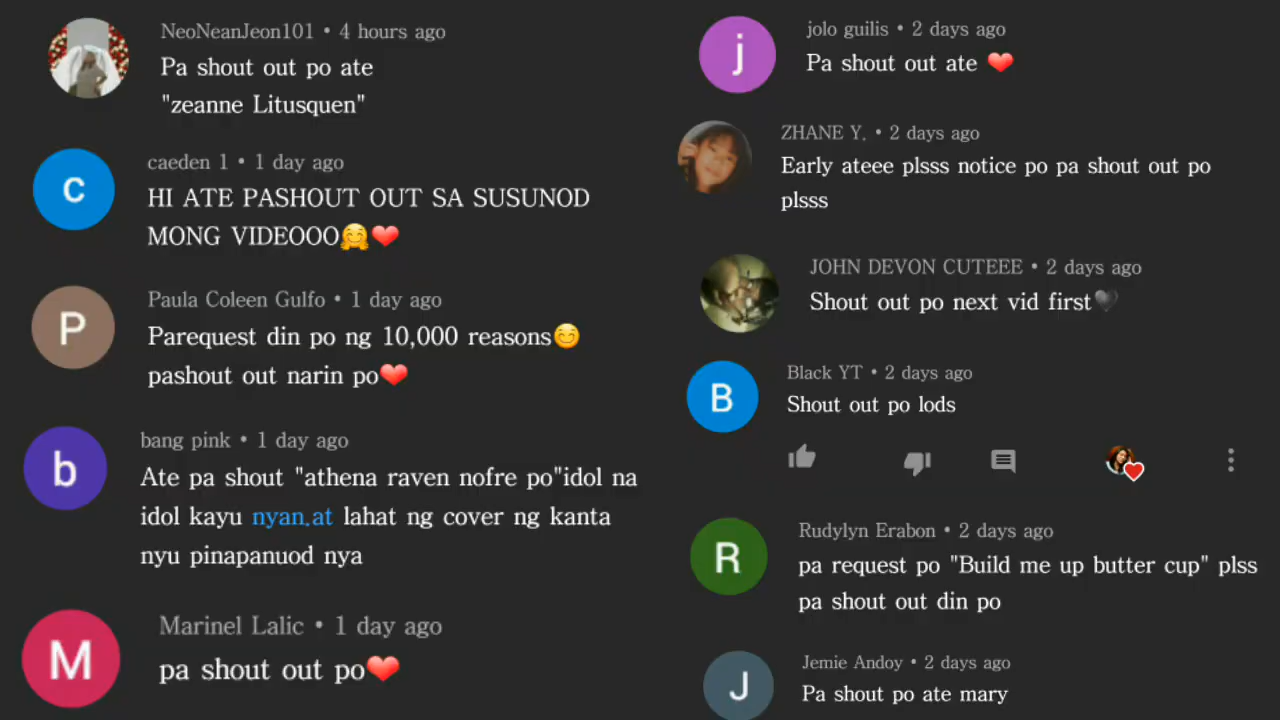 NeoNeanJeon101 • 4 hours ago
Pa shout out po ate
"zeanne Litusquen"
c
caeden 1 • 1 day ago
HI ATE PASHOUT OUT SA SUSUNOD
MONG VIDEOOO🤗❤
P
Paula Coleen Gulfo • 1 day ago
Parequest din po ng 10,000 reasons😊
pashout out narin po❤
b
bang pink • 1 day ago
Ate pa shout "athena raven nofre po"idol na
idol kayu nyan.at lahat ng cover ng kanta
nyu pinapanuod nya
M
Marinel Lalic • 1 day ago
pa shout out po❤
j
jolo guilis • 2 days ago
Pa shout out ate ❤
ZHANE Y. • 2 days ago
Early ateee plsss notice po pa shout out po
plsss
JOHN DEVON CUTEEE • 2 days ago
Shout out po next vid first🖤
B
Black YT • 2 days ago
Shout out po lods
R
Rudylyn Erabon • 2 days ago
pa request po "Build me up butter cup" plss
pa shout out din po
J
Jemie Andoy • 2 days ago
Pa shout po ate mary